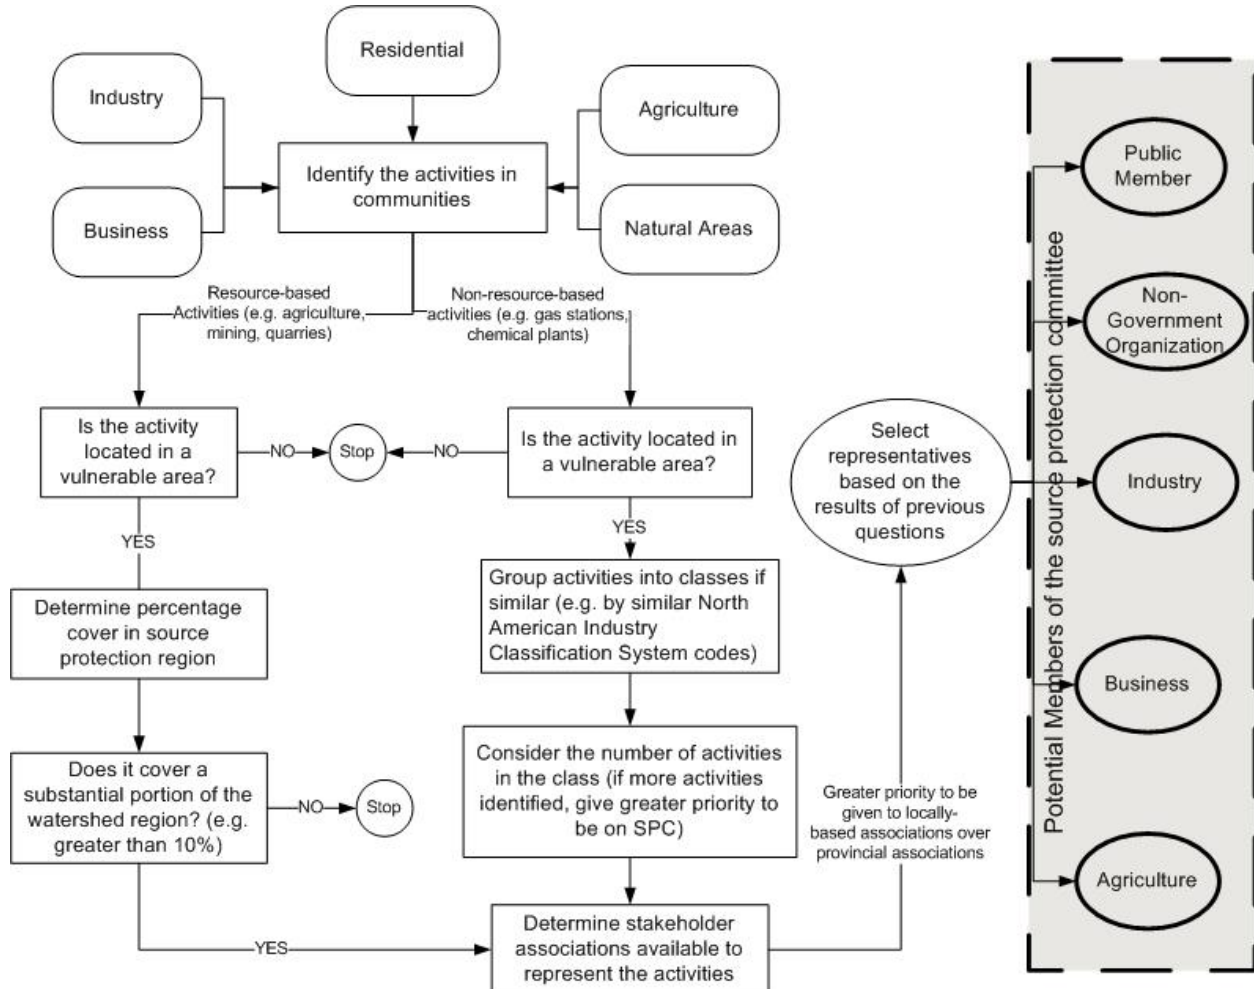 Residential
Industry
Business
Agriculture
Natural Areas
Identify the activities in
communities
Resource-based
Activities (e.g. agriculture,
mining, quarries)
Non-resource-based
activities (e.g. gas stations,
chemical plants)
Is the activity
located in a
vulnerable area?
NO
Stop
NO
Is the activity located in
a vulnerable area?
YES
YES
Determine percentage
cover in source
protection region
Group activities into classes if
similar (e.g. by similar North
American Industry
Classification System codes)
Does it cover a
substantial portion of the
watershed region? (e.g.
greater than 10%)
NO
Stop
Consider the number of activities
in the class (if more activities
identified, give greater priority to
be on SPC)
YES
Determine stakeholder
associations available to
represent the activities
Greater priority to be
given to locally-
based associations over
provincial associations
Select
representatives
based on the
results of previous
questions
Potential Members of the source protection committee
Public
Member
Non-
Government
Organization
Industry
Business
Agriculture